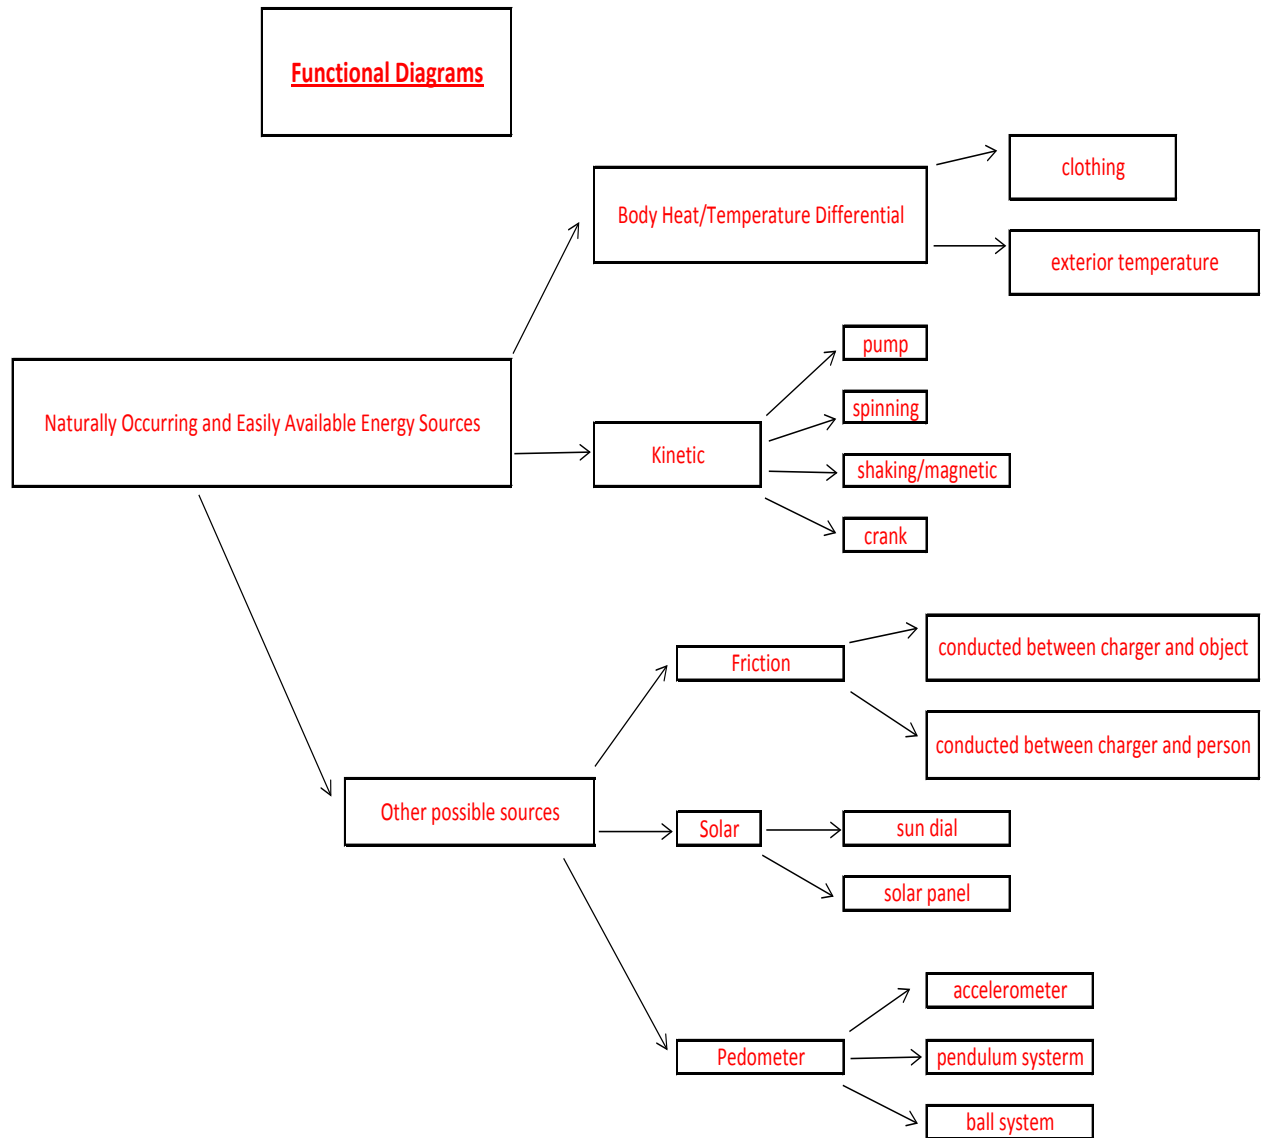 Functional Diagrams
clothing
Body Heat/Temperature Differential
exterior temperature
pump
Naturally Occurring and Easily Available Energy Sources
spinning
Kinetic
shaking/magnetic
crank
conducted between charger and object
Friction
conducted between charger and person
Other possible sources
Solar
sun dial
solar panel
accelerometer
Pedometer
pendulum systerm
ball system